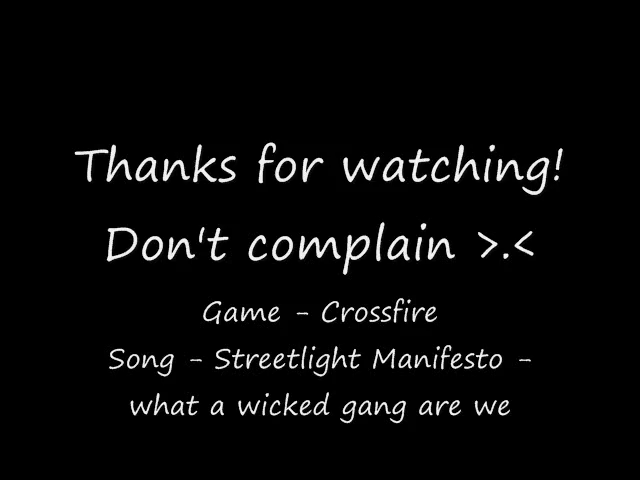 Thanks for watching!
Don't complain >.<
Game - Crossfire
Song - Streetlight Manifesto -
what a wicked gang are we